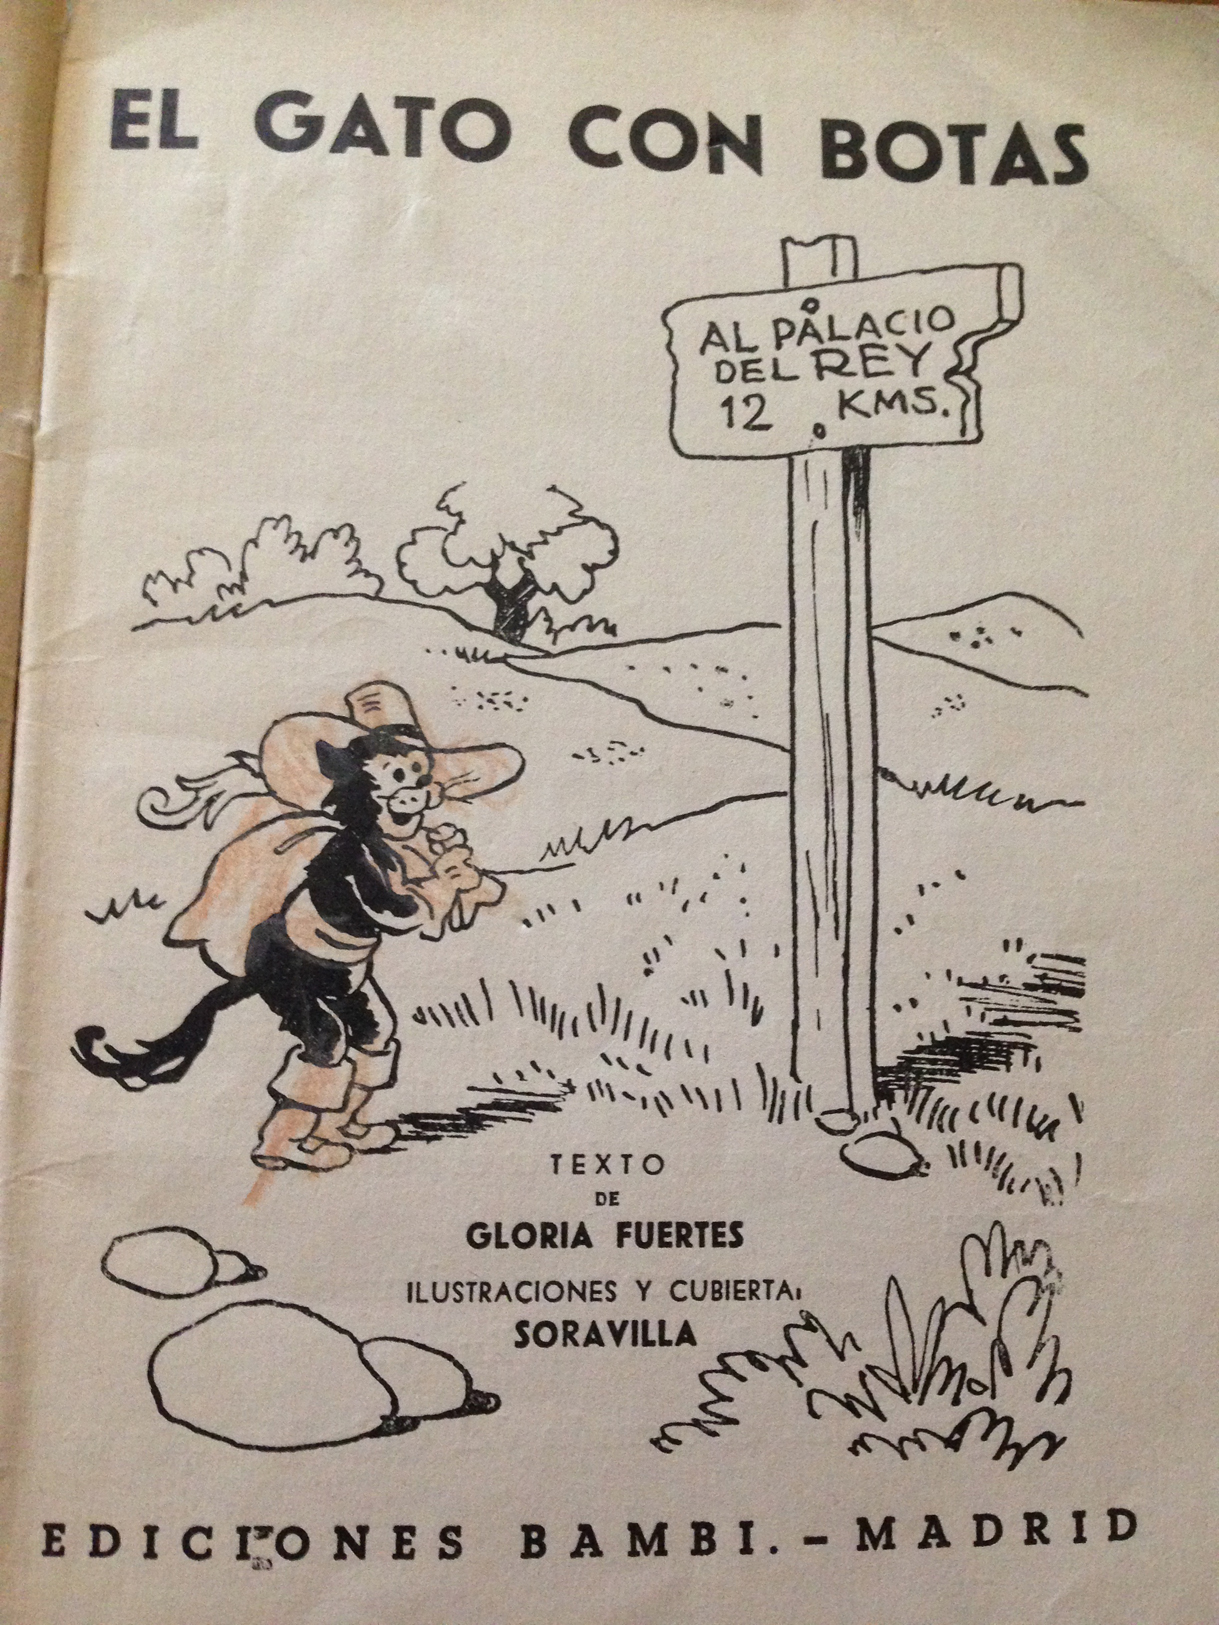 EL GATO CON BOTAS
AL PALACIO
DEL REY
12 KMS.
TEXTO
DE
GLORIA FUERTES
ILUSTRACIONES Y CUBIERTA:
SORAVILLA
EDICIONES BAMBI. - MADRID